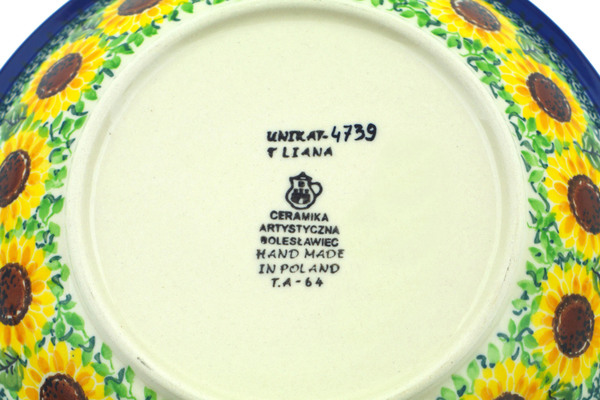 UNIKAT-4739
T LIANA
CERAMIKA
ARTYSTYCZNA
BOLESŁAWIEC
HAND MADE
IN POLAND
T.A-64